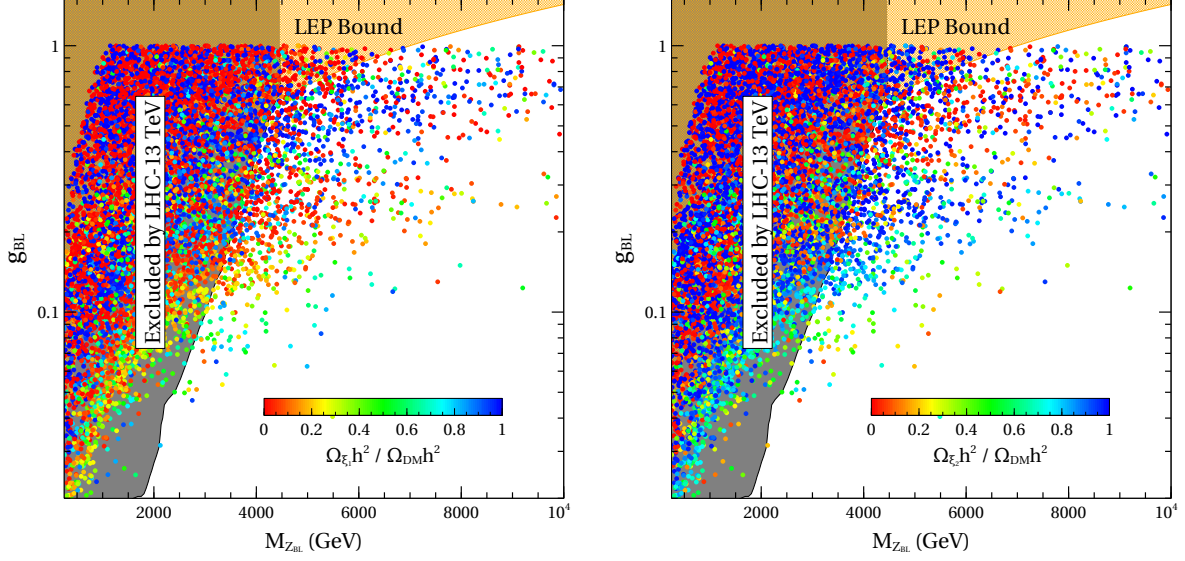 LEP Bound
1
0.1
g_BL
Excluded by LHC-13 TeV
0 0.2 0.4 0.6 0.8 1
Ω_ξ₁h² / Ω_DMh²
2000 4000 6000 8000 10⁴
M_Z_BL (GeV)
LEP Bound
1
0.1
g_BL
Excluded by LHC-13 TeV
0 0.2 0.4 0.6 0.8 1
Ω_ξ₂h² / Ω_DMh²
2000 4000 6000 8000 10⁴
M_Z_BL (GeV)